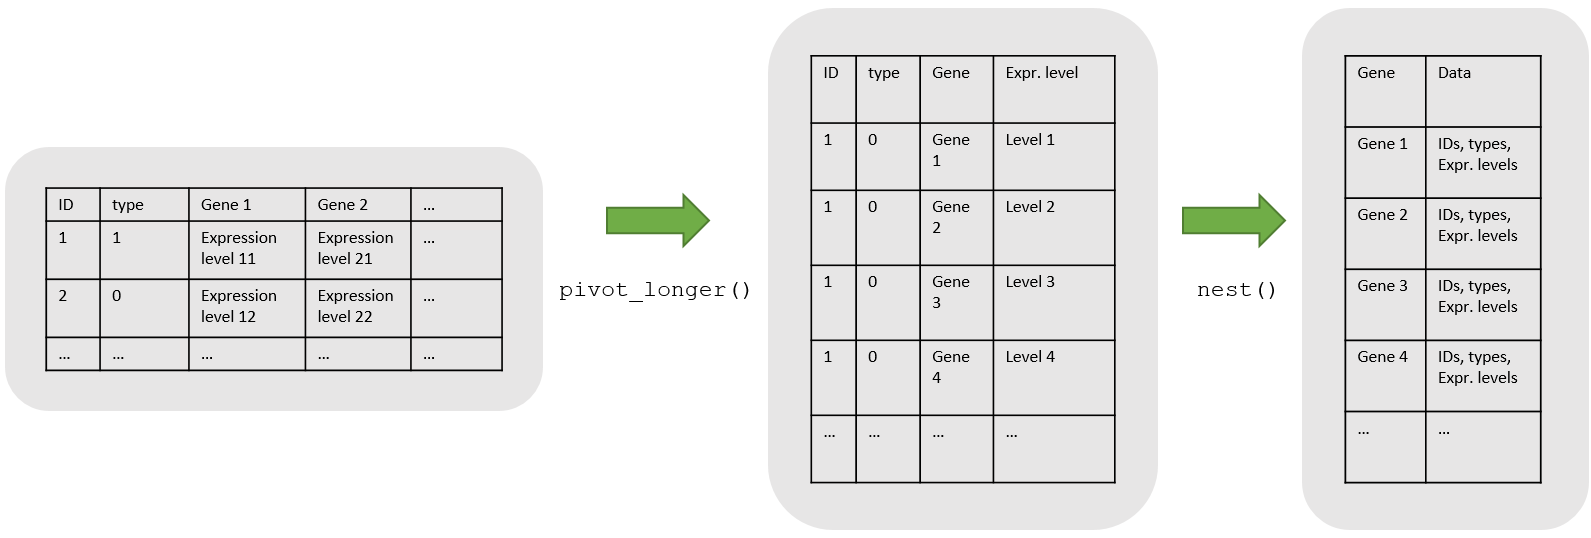 ID type Gene 1 Gene 2 ...
1 1 Expression Expression ...
level 11 level 21
2 0 Expression Expression ...
level 12 level 22
... ... ... ... ...
pivot_longer()
ID type Gene Expr. level
1 0 Gene Level 1
1
1 0 Gene Level 2
2
1 0 Gene Level 3
3
1 0 Gene Level 4
4
... ... ... ...
nest()
Gene Data
Gene 1 IDs, types,
Expr. levels
Gene 2 IDs, types,
Expr. levels
Gene 3 IDs, types,
Expr. levels
Gene 4 IDs, types,
Expr. levels
... ...